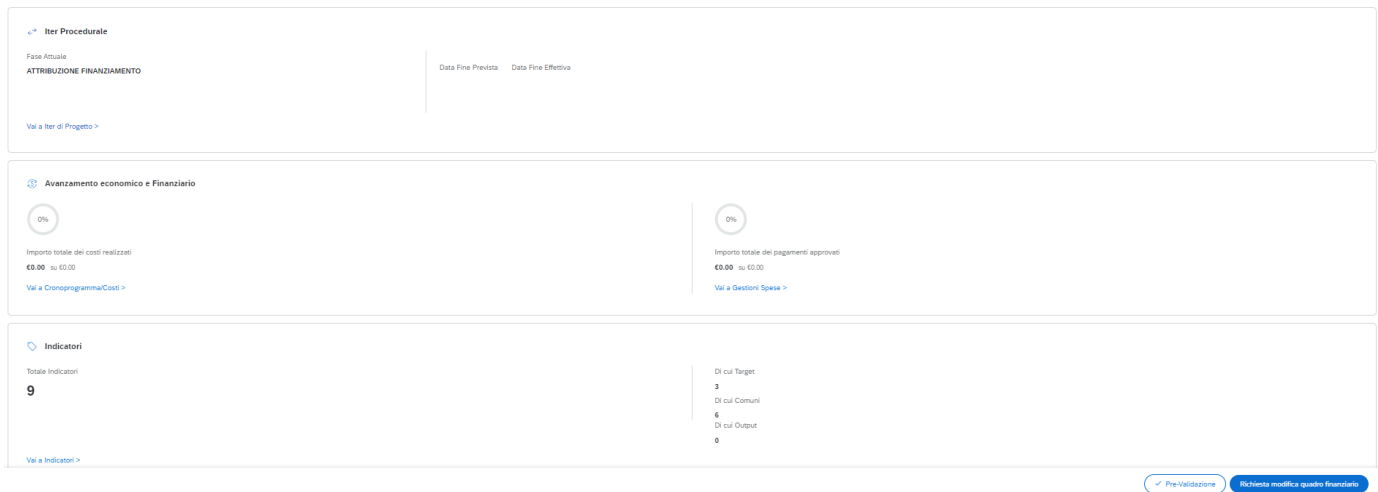 Iter Procedurale
Fase Attuale
ATTRIBUZIONE FINANZIAMENTO
Data Fine Prevista Data Fine Effettiva
Vai a Iter di Progetto >
Avanzamento economico e Finanziario
0%
Importo totale dei costi realizzati
€0.00 su €0.00
Vai a Cronoprogramma/Costi >
0%
Importo totale dei pagamenti approvati
€0.00 su €0.00
Vai a Gestioni Spese >
Indicatori
Totale Indicatori
9
Di cui Target
3
Di cui Comuni
6
Di cui Output
0
Vai a Indicatori >
Pre-Validazione
Richiesta modifica quadro finanziario